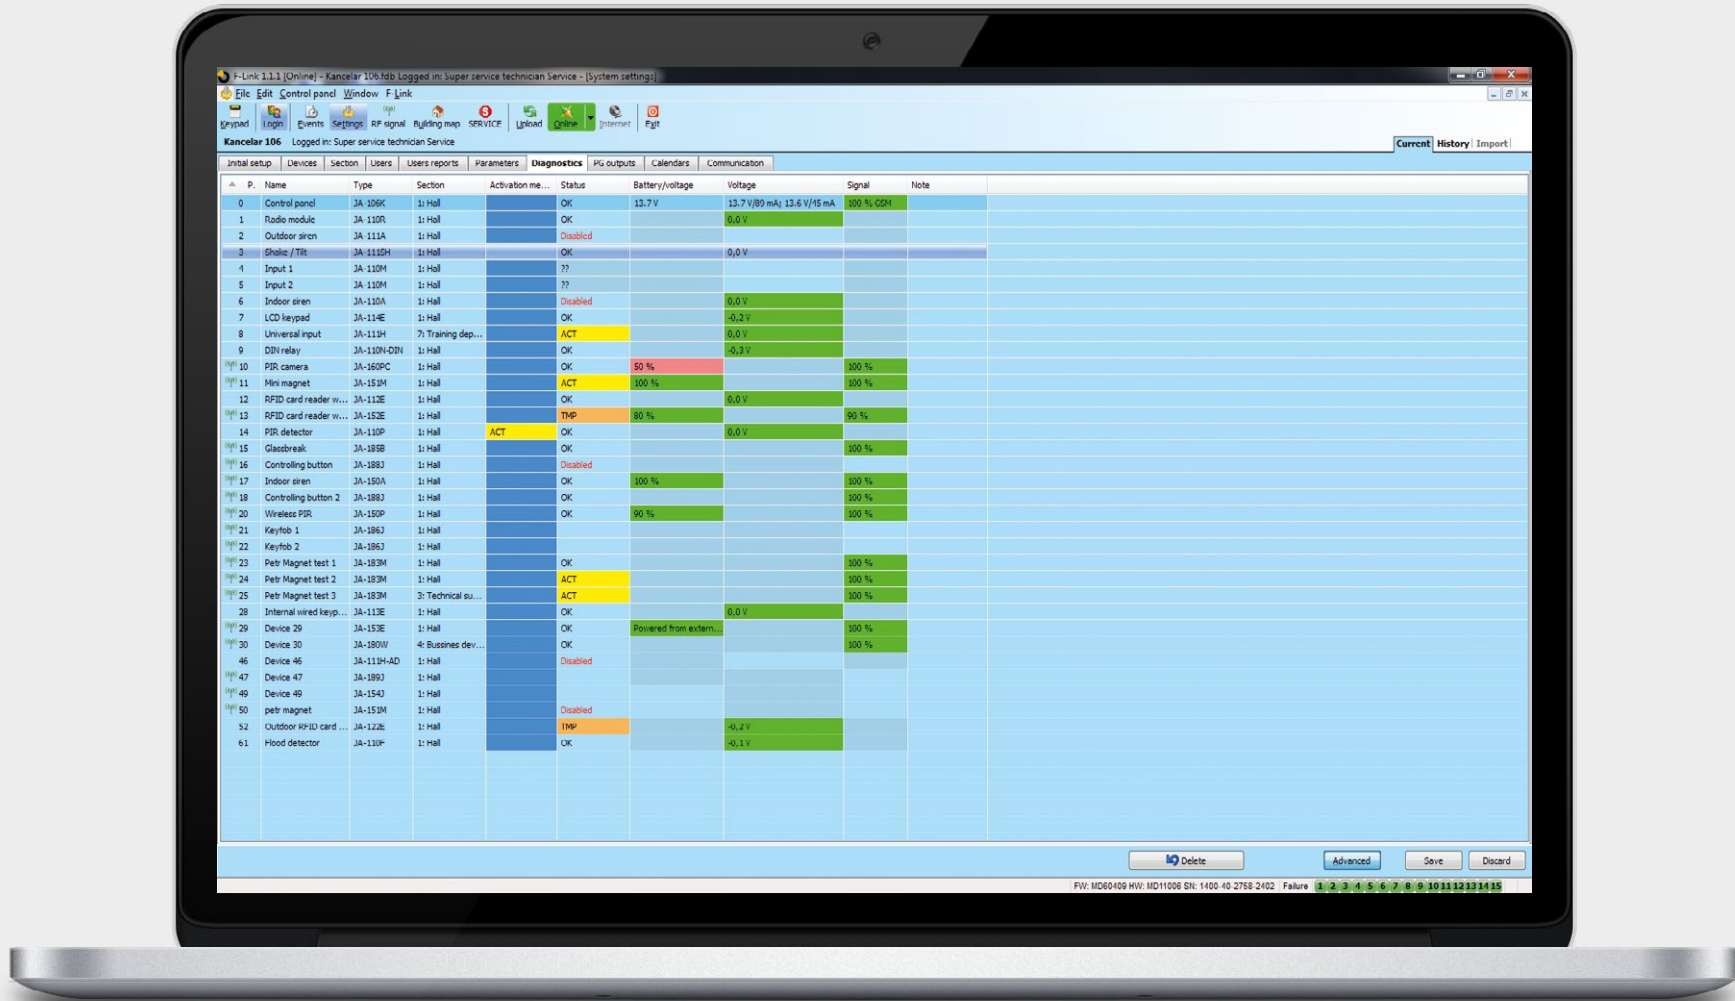 F-Link 1.1.1 [Online] - Kancelar 106.fdb Logged in: Super service technician Service - [System settings]
File Edit Control panel Window F-Link
Keypad Login Events Settings RF signal Building map SERVICE Upload Online Internet Exit
Kancelar 106 Logged in: Super service technician Service Current History Import
Initial setup Devices Section Users Users reports Parameters Diagnostics PG outputs Calendars Communication
P. Name Type Section Activation me... Status Battery/voltage Voltage Signal Note
0 Control panel JA-106K 1: Hall OK 13.7 V 13.7 V/89 mA; 13.6 V/45 mA 100 % GSM
1 Radio module JA-110R 1: Hall OK 0,0 V
2 Outdoor siren JA-111A 1: Hall Disabled
3 Shake / Tilt JA-111SH 1: Hall OK 0,0 V
4 Input 1 JA-110M 1: Hall ??
5 Input 2 JA-110M 1: Hall ??
6 Indoor siren JA-110A 1: Hall Disabled 0,0 V
7 LCD keypad JA-114E 1: Hall OK -0,2 V
8 Universal input JA-111H 7: Training dep... ACT 0,0 V
9 DIN relay JA-110N-DIN 1: Hall OK -0,3 V
10 PIR camera JA-160PC 1: Hall OK 50 % 100 %
11 Mini magnet JA-151M 1: Hall ACT 100 % 100 %
12 RFID card reader w... JA-112E 1: Hall OK 0,0 V
13 RFID card reader w... JA-152E 1: Hall TMP 80 % 90 %
14 PIR detector JA-110P 1: Hall ACT OK 0,0 V
15 Glassbreak JA-185B 1: Hall OK 100 %
16 Controlling button JA-188J 1: Hall Disabled
17 Indoor siren JA-150A 1: Hall OK 100 % 100 %
18 Controlling button 2 JA-188J 1: Hall OK 100 %
20 Wireless PIR JA-150P 1: Hall OK 90 % 100 %
21 Keyfob 1 JA-186J 1: Hall
22 Keyfob 2 JA-186J 1: Hall
23 Petr Magnet test 1 JA-183M 1: Hall OK 100 %
24 Petr Magnet test 2 JA-183M 1: Hall ACT 100 %
25 Petr Magnet test 3 JA-183M 3: Technical su... ACT 100 %
28 Internal wired keyp... JA-113E 1: Hall OK 0,0 V
29 Device 29 JA-153E 1: Hall OK Powered from extern... 100 %
30 Device 30 JA-180W 4: Bussines dev... OK 100 %
46 Device 46 JA-111H-AD 1: Hall Disabled
47 Device 47 JA-189J 1: Hall
49 Device 49 JA-154J 1: Hall
50 petr magnet JA-151M 1: Hall Disabled
52 Outdoor RFID card ... JA-122E 1: Hall TMP -0,2 V
61 Flood detector JA-110F 1: Hall OK -0,1 V
Delete Advanced Save Discard
FW: MD60409 HW: MD11006 SN: 1400-40-2758-2402 Failure 1 2 3 4 5 6 7 8 9 10 11 12 13 14 15